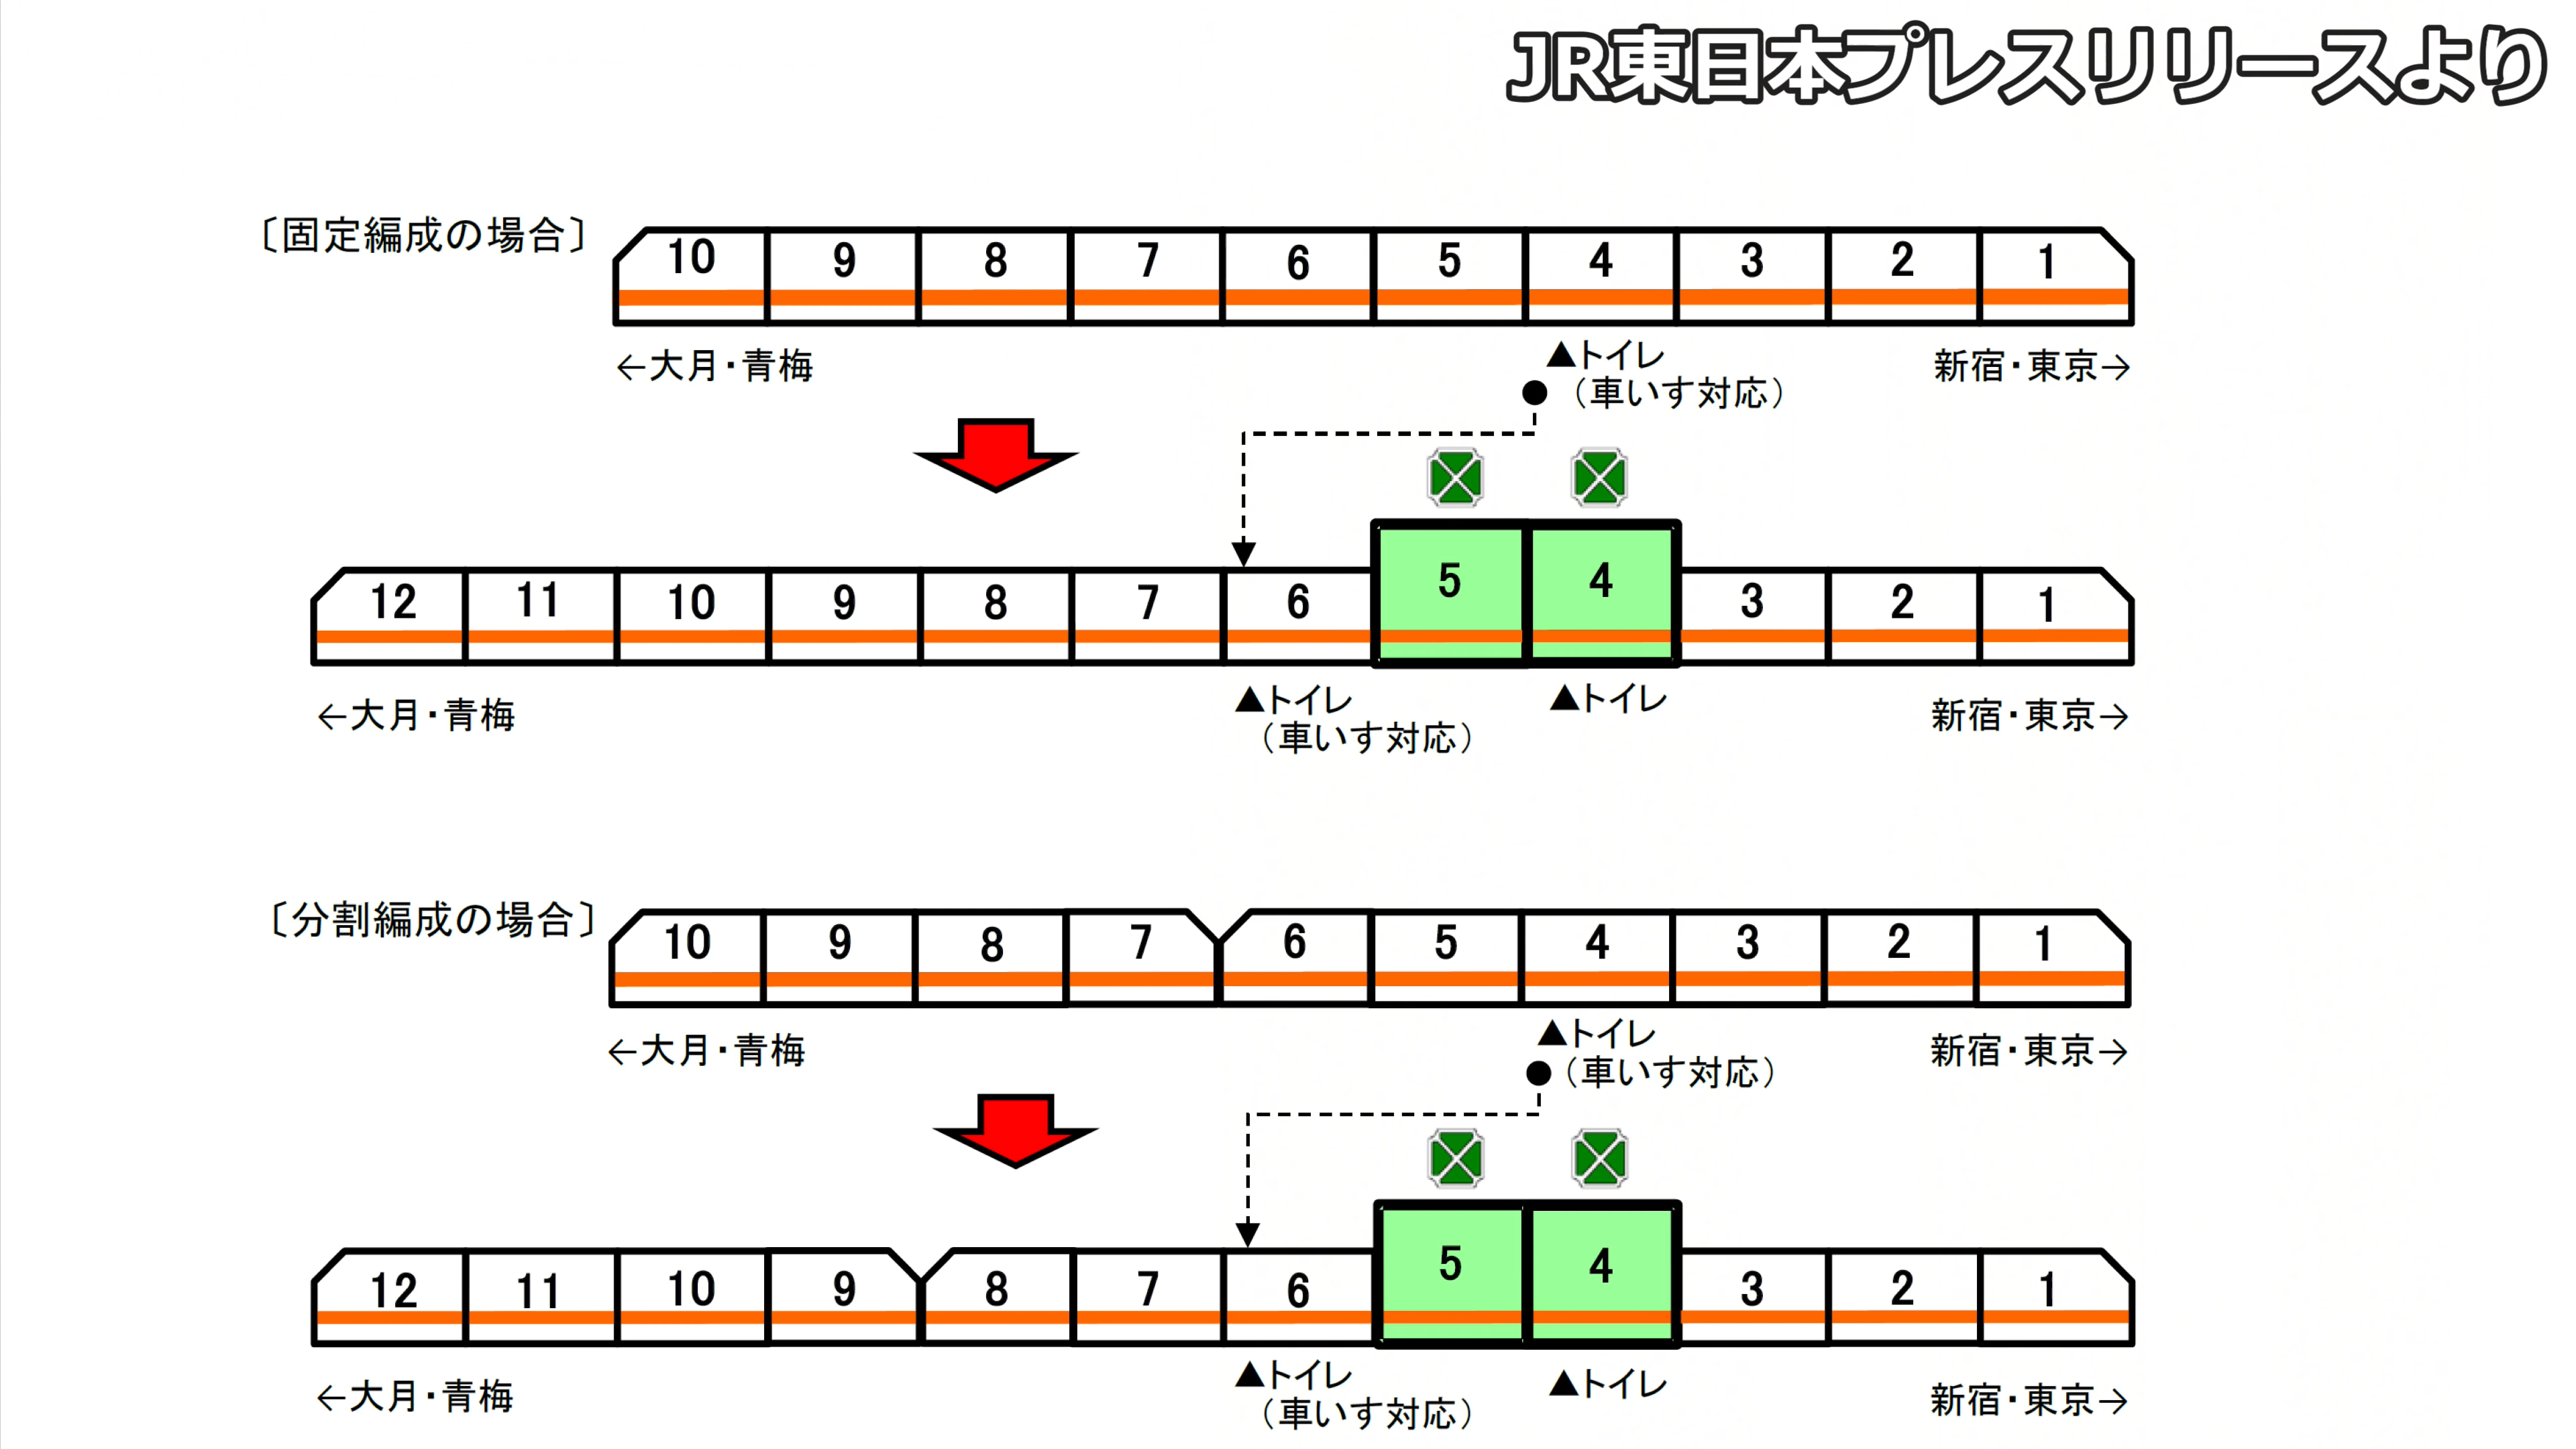 JR東日本プレスリリースより
〔固定編成の場合〕
10 9 8 7 6 5 4 3 2 1
←大月・青梅
▲トイレ
（車いす対応）
新宿・東京→
12 11 10 9 8 7 6 5 4 3 2 1
←大月・青梅
▲トイレ
（車いす対応）
▲トイレ
新宿・東京→
〔分割編成の場合〕
10 9 8 7 6 5 4 3 2 1
←大月・青梅
▲トイレ
（車いす対応）
新宿・東京→
12 11 10 9 8 7 6 5 4 3 2 1
←大月・青梅
▲トイレ
（車いす対応）
▲トイレ
新宿・東京→